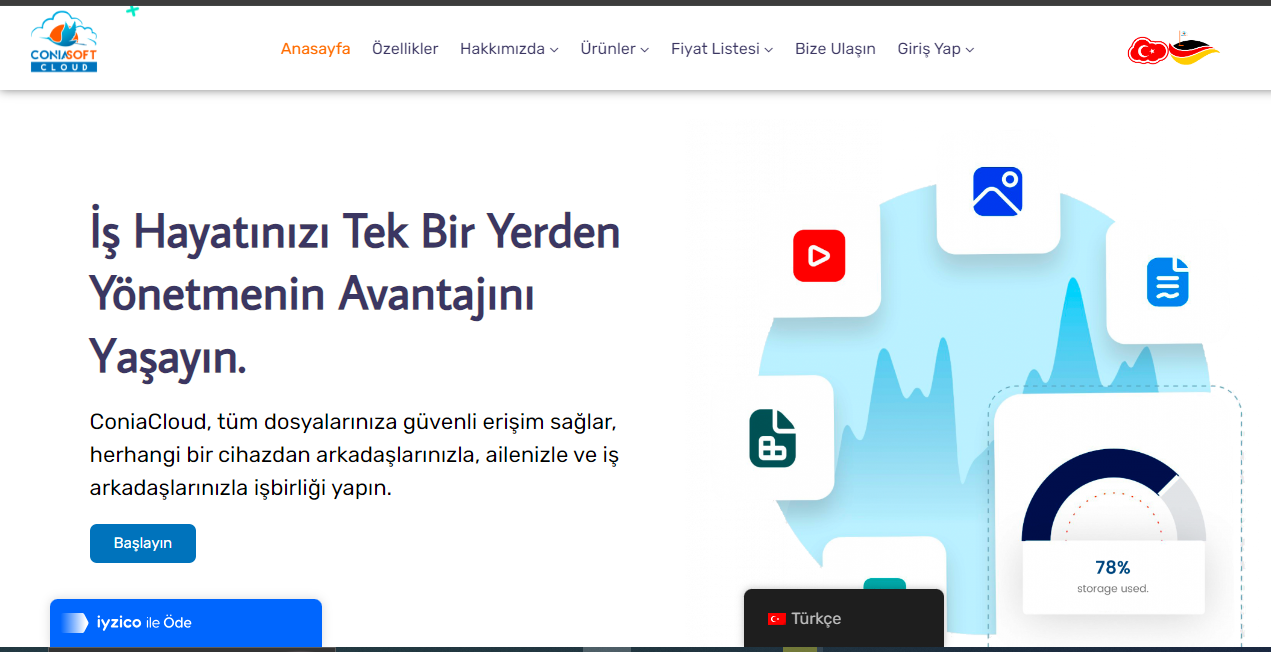 CONIASOFT
CLOUD
Anasayfa Özellikler Hakkımızda Ürünler Fiyat Listesi Bize Ulaşın Giriş Yap
İş Hayatınızı Tek Bir Yerden
Yönetmenin Avantajını
Yaşayın.
ConiaCloud, tüm dosyalarınıza güvenli erişim sağlar,
herhangi bir cihazdan arkadaşlarınızla, ailenizle ve iş
arkadaşlarınızla işbirliği yapın.
Başlayın
78%
storage used.
iyzico ile Öde
Türkçe